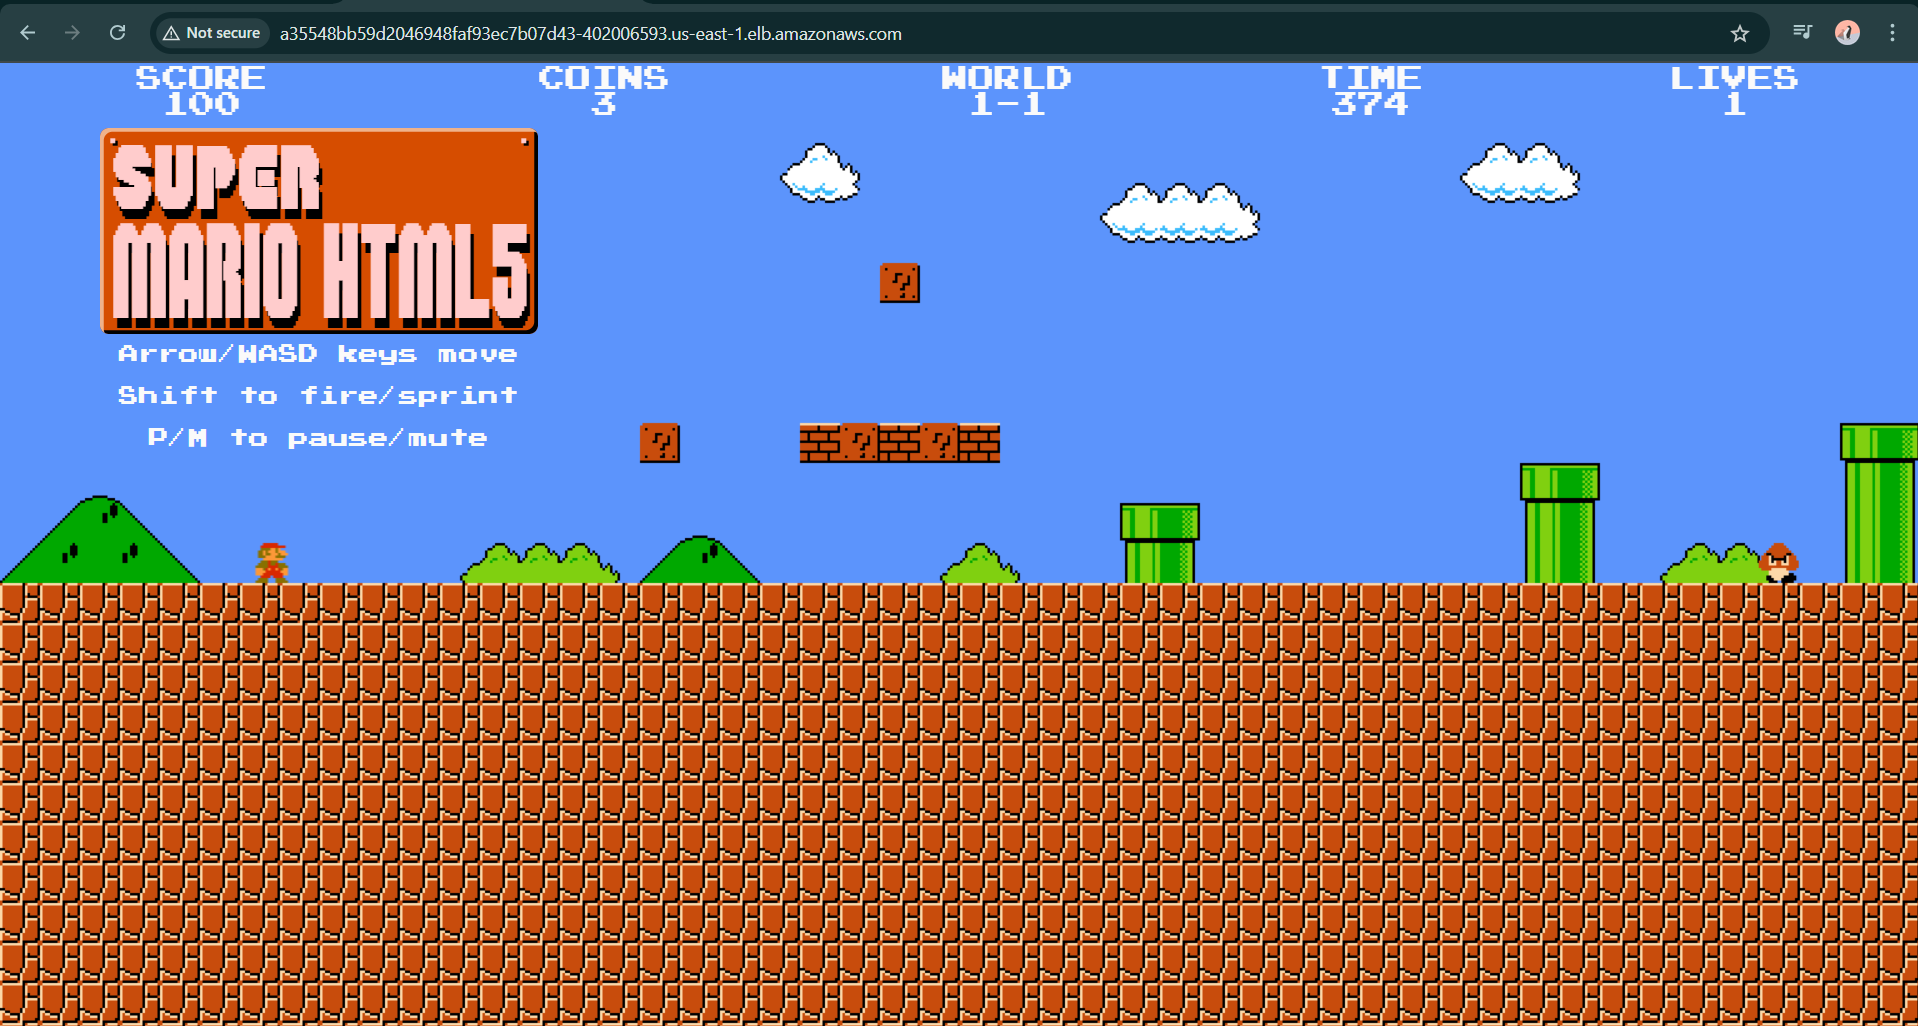 Not secure
a35548bb59d2046948faf93ec7b07d43-402006593.us-east-1.elb.amazonaws.com
SCORE COINS WORLD TIME LIVES
100 3 1-1 374 1
SUPER
MARIO HTML5
Arrow/WASD keys move
Shift to fire/sprint
P/M to pause/mute
?
? ? ?